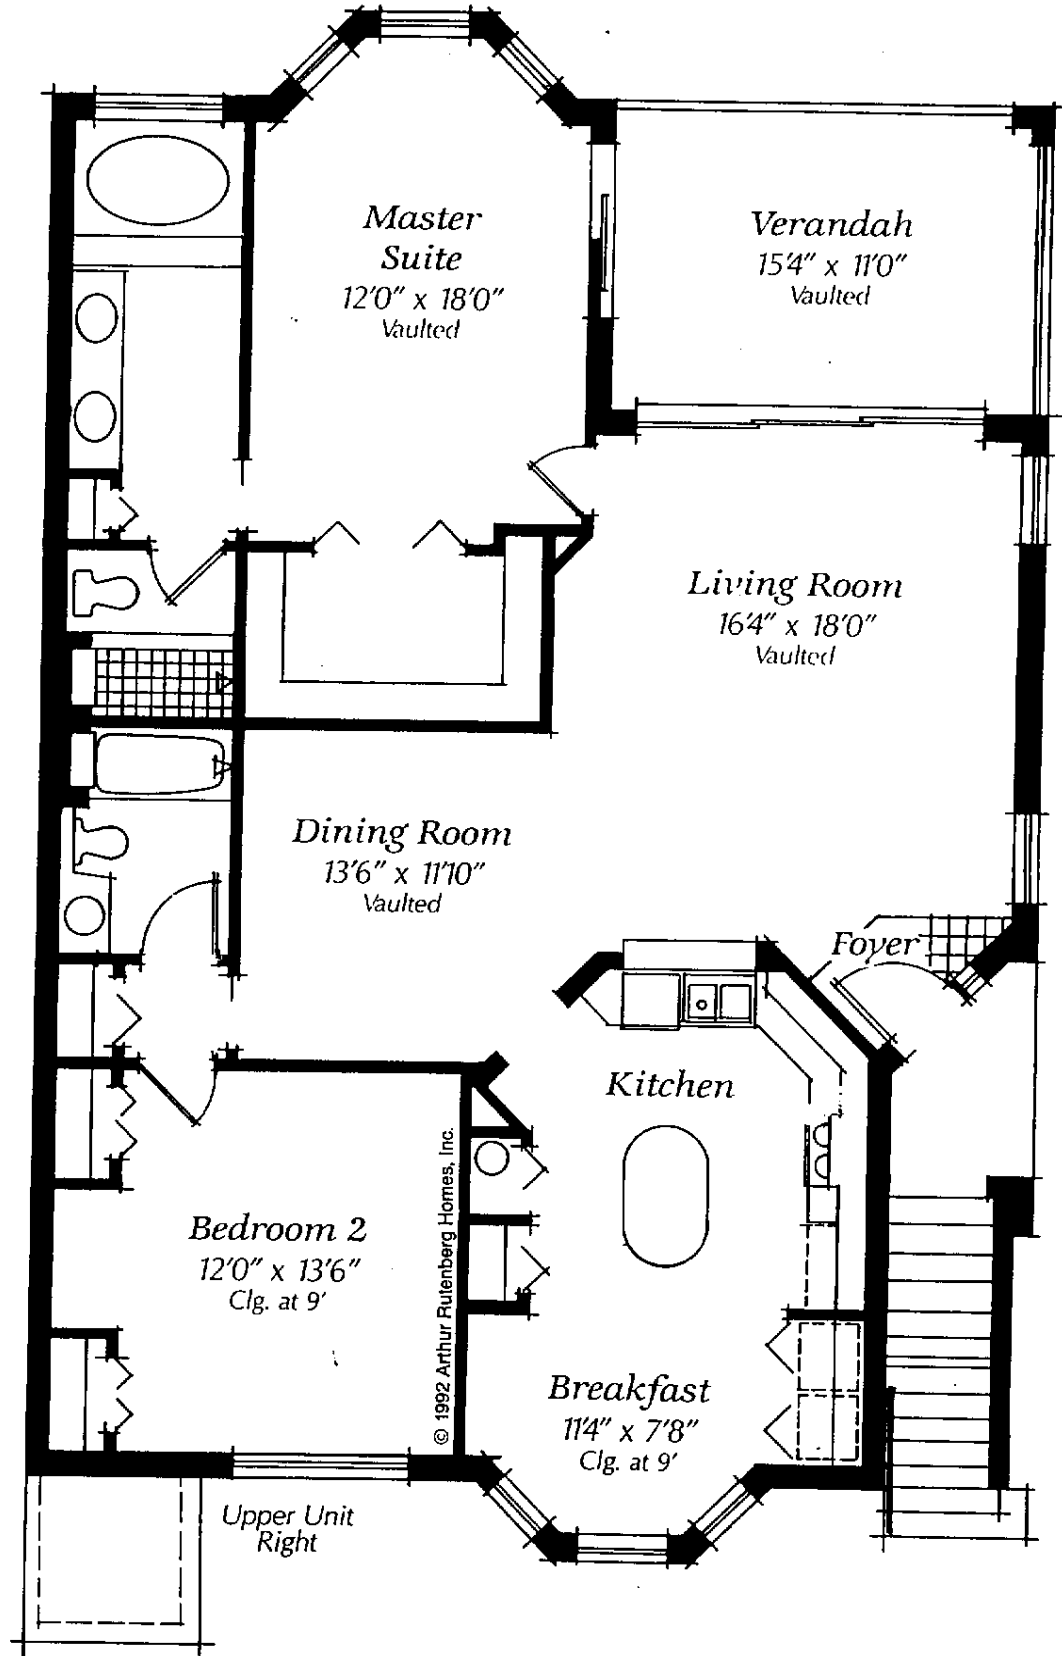 Master
Suite
12'0" x 18'0"
Vaulted
Verandah
15'4" x 11'0"
Vaulted
Living Room
16'4" x 18'0"
Vaulted
Dining Room
13'6" x 11'10"
Vaulted
Foyer
Kitchen
Bedroom 2
12'0" x 13'6"
Clg. at 9'
© 1992 Arthur Rutenberg Homes, Inc.
Breakfast
11'4" x 7'8"
Clg. at 9'
Upper Unit
Right